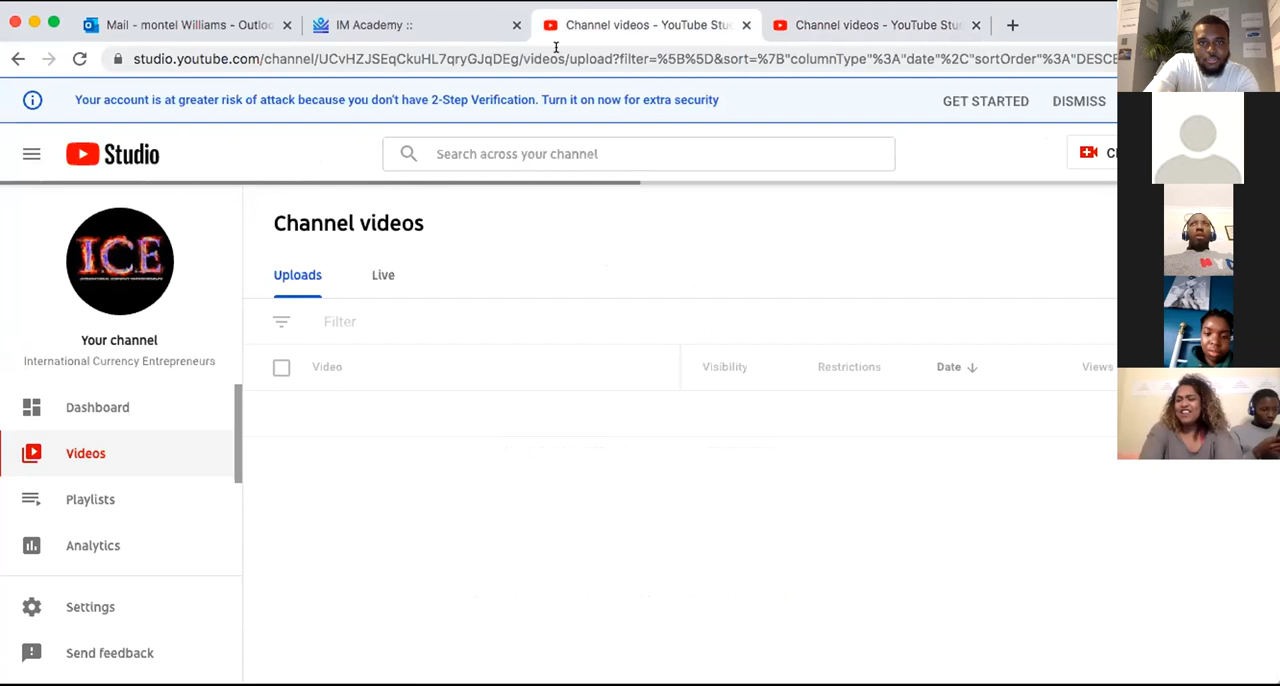 Mail - montel Williams - Outloo
IM Academy ::
Channel videos - YouTube Stu
Channel videos - YouTube Stu
studio.youtube.com/channel/UCvHZJSEqCkuHL7qryGJqDEg/videos/upload?filter=%5B%5D&sort=%7B"columnType"%3A"date"%2C"sortOrder"%3A"DESCE
Your account is at greater risk of attack because you don't have 2-Step Verification. Turn it on now for extra security
GET STARTED
DISMISS
Studio
Search across your channel
I.C.E
Your channel
International Currency Entrepreneurs
Dashboard
Videos
Playlists
Analytics
Settings
Send feedback
Channel videos
Uploads
Live
Filter
Video
Visibility
Restrictions
Date
Views